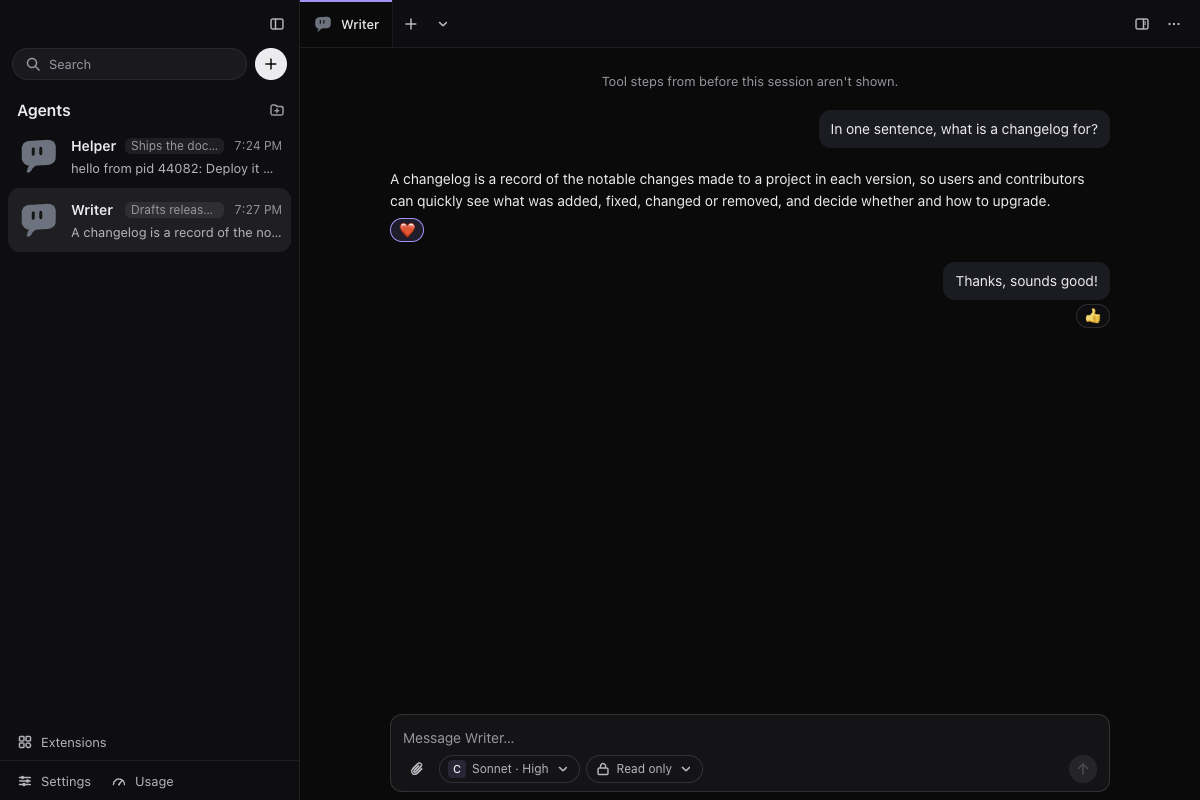 Writer
Search
Agents
Helper Ships the doc... 7:24 PM
hello from pid 44082: Deploy it ...
Writer Drafts releas... 7:27 PM
A changelog is a record of the no...
Extensions
Settings Usage
Tool steps from before this session aren't shown.
In one sentence, what is a changelog for?
A changelog is a record of the notable changes made to a project in each version, so users and contributors
can quickly see what was added, fixed, changed or removed, and decide whether and how to upgrade.
❤️
Thanks, sounds good!
👍
Message Writer...
C Sonnet · High Read only